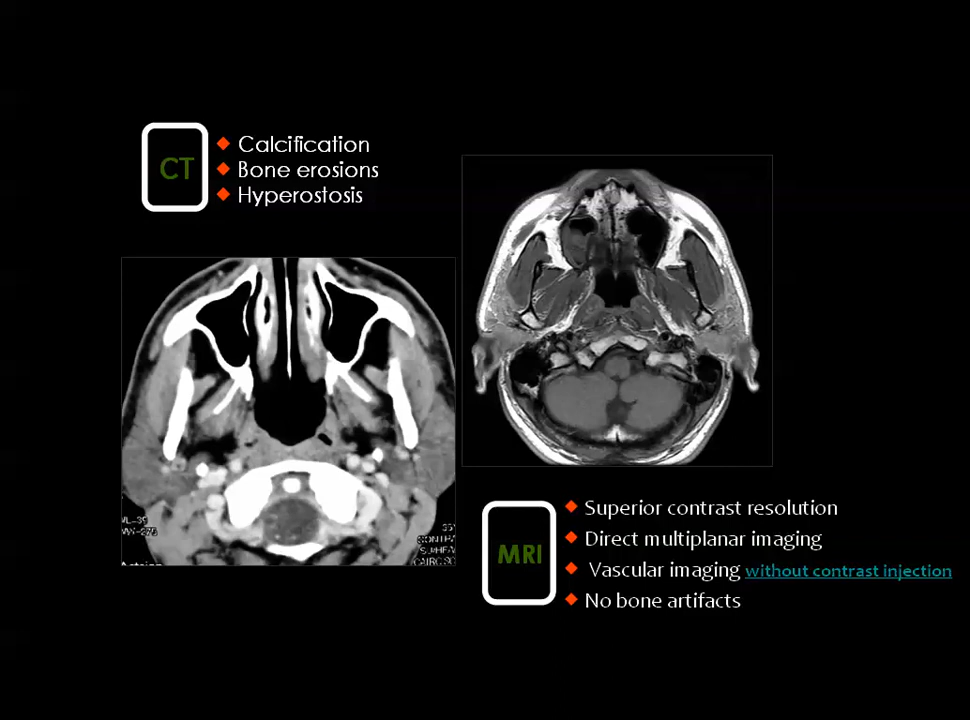 CT
Calcification
Bone erosions
Hyperostosis
MRI
Superior contrast resolution
Direct multiplanar imaging
Vascular imaging without contrast injection
No bone artifacts